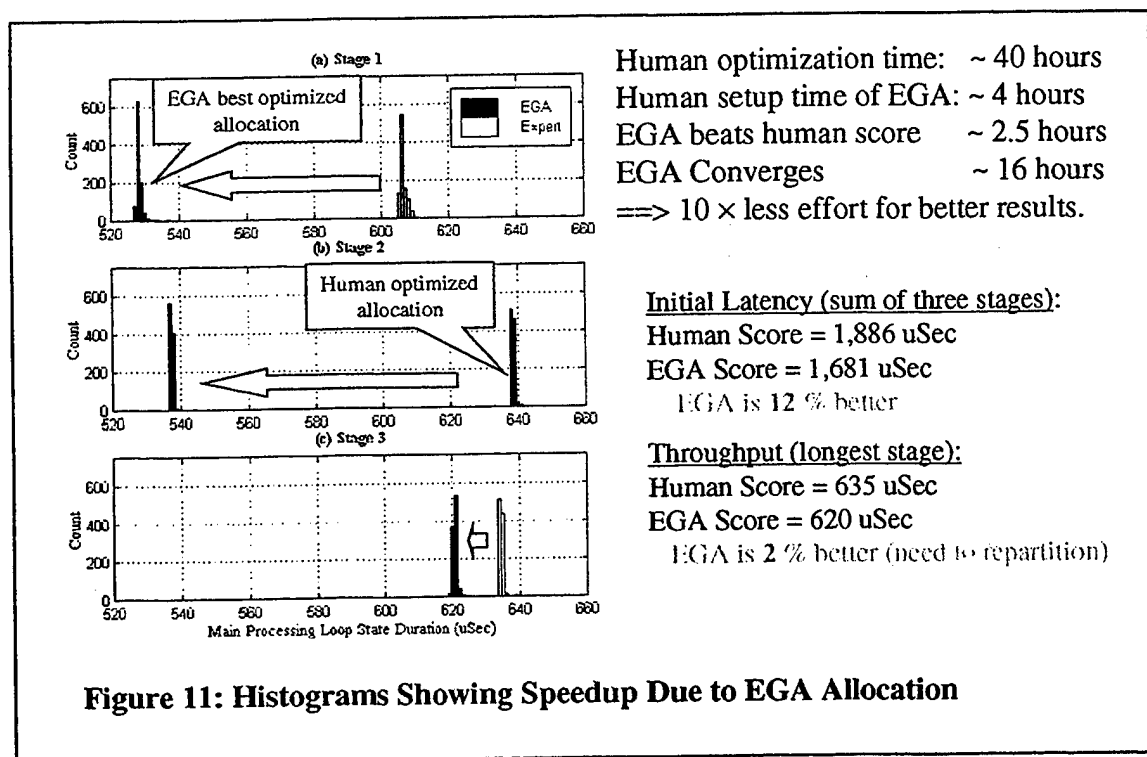 (a) Stage 1
600
400
200
0
Count
EGA best optimized
allocation
EGA
Expert
520 540 560 580 600 620 640 660
(b) Stage 2
600
400
200
0
Count
Human optimized
allocation
520 540 560 580 600 620 640 660
(c) Stage 3
600
400
200
0
Count
520 540 560 580 600 620 640 660
Main Processing Loop State Duration (uSec)
Human optimization time: ~ 40 hours
Human setup time of EGA: ~ 4 hours
EGA beats human score ~ 2.5 hours
EGA Converges ~ 16 hours
==> 10 × less effort for better results.
Initial Latency (sum of three stages):
Human Score = 1,886 uSec
EGA Score = 1,681 uSec
EGA is 12 % better
Throughput (longest stage):
Human Score = 635 uSec
EGA Score = 620 uSec
EGA is 2 % better (need to repartition)
Figure 11: Histograms Showing Speedup Due to EGA Allocation